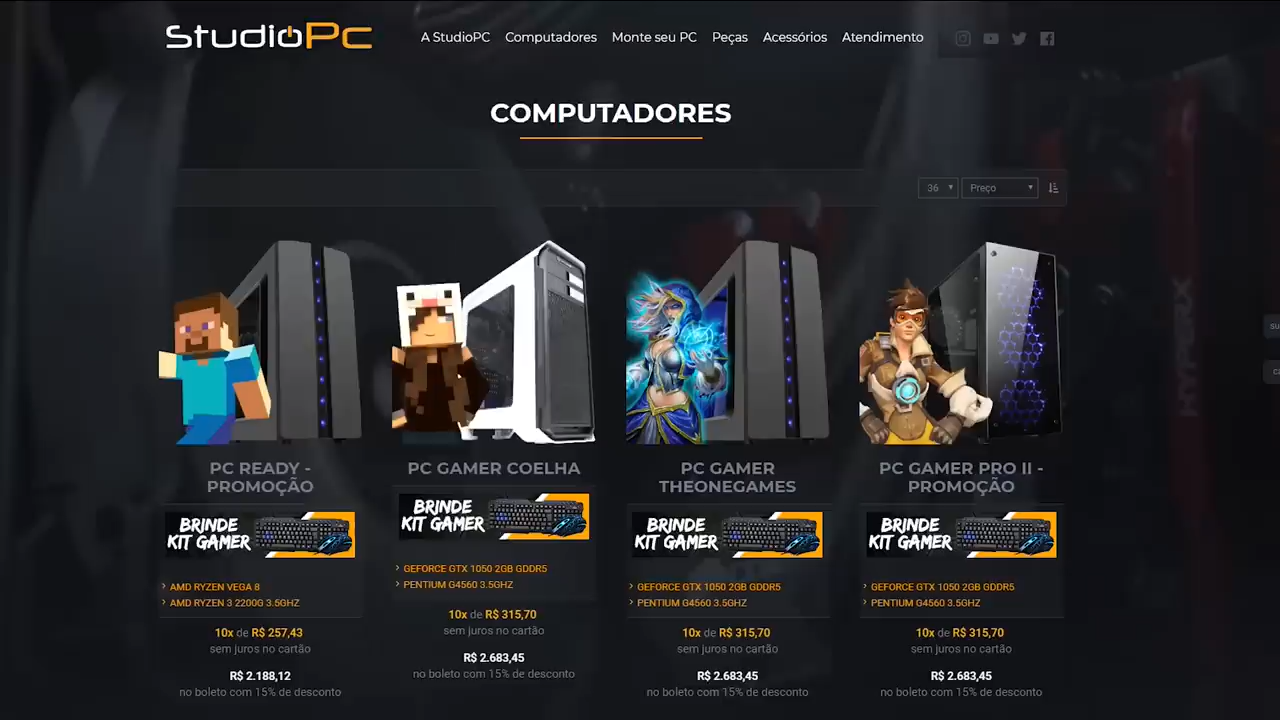 StudioPC
A StudioPC Computadores Monte seu PC Peças Acessórios Atendimento
COMPUTADORES
36 Preço
HYPERX
PC READY -
PROMOÇÃO
BRINDE
KIT GAMER
AMD RYZEN VEGA 8
AMD RYZEN 3 2200G 3.5GHZ
10x de R$ 257,43
sem juros no cartão
R$ 2.188,12
no boleto com 15% de desconto
PC GAMER COELHA
BRINDE
KIT GAMER
GEFORCE GTX 1050 2GB GDDR5
PENTIUM G4560 3.5GHZ
10x de R$ 315,70
sem juros no cartão
R$ 2.683,45
no boleto com 15% de desconto
PC GAMER
THEONEGAMES
BRINDE
KIT GAMER
GEFORCE GTX 1050 2GB GDDR5
PENTIUM G4560 3.5GHZ
10x de R$ 315,70
sem juros no cartão
R$ 2.683,45
no boleto com 15% de desconto
PC GAMER PRO II -
PROMOÇÃO
BRINDE
KIT GAMER
GEFORCE GTX 1050 2GB GDDR5
PENTIUM G4560 3.5GHZ
10x de R$ 315,70
sem juros no cartão
R$ 2.683,45
no boleto com 15% de desconto